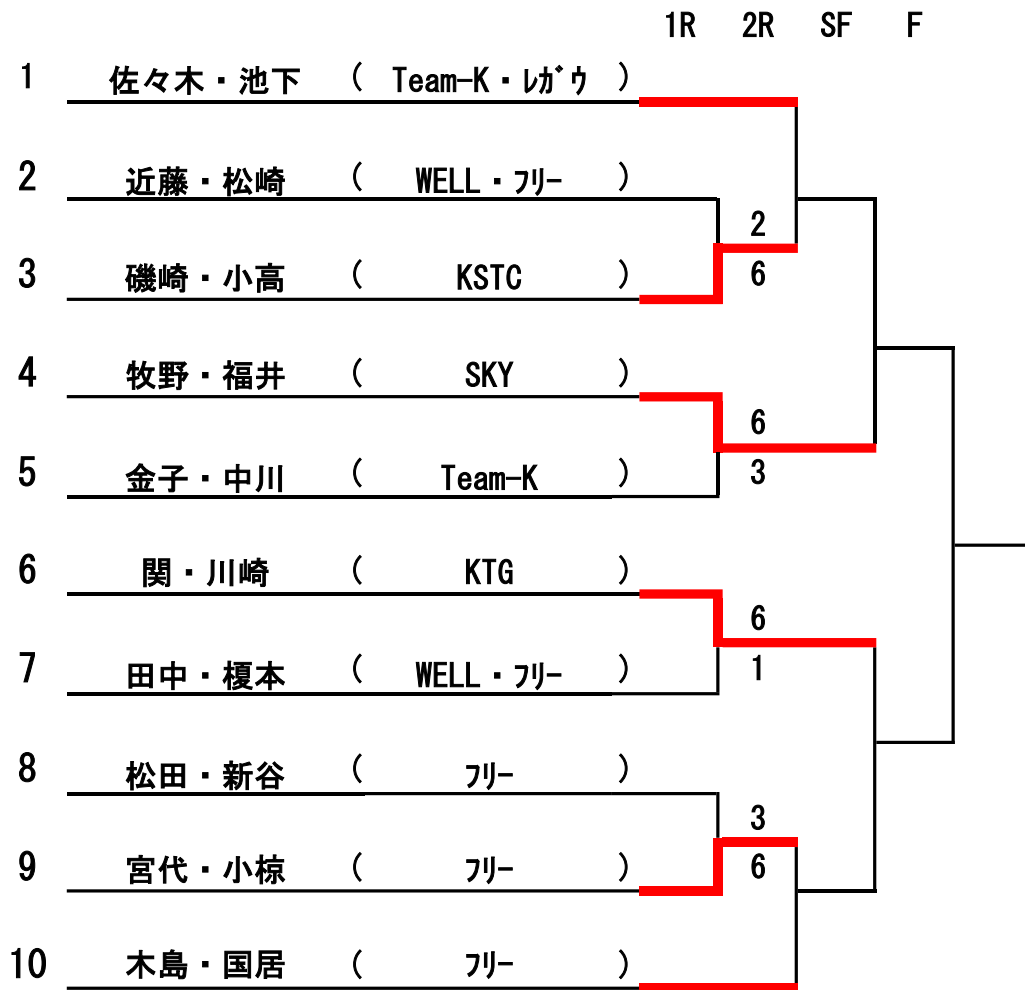 1R 2R SF F
1 佐々木・池下 ( Team-K・ﾚｶﾞｳ )
2 近藤・松崎 ( WELL・ﾌﾘｰ )
2
3 磯崎・小高 ( KSTC ) 6
4 牧野・福井 ( SKY )
6
5 金子・中川 ( Team-K ) 3
6 関・川崎 ( KTG )
6
7 田中・榎本 ( WELL・ﾌﾘｰ ) 1
8 松田・新谷 ( ﾌﾘｰ )
3
9 宮代・小椋 ( ﾌﾘｰ ) 6
10 木島・国居 ( ﾌﾘｰ )